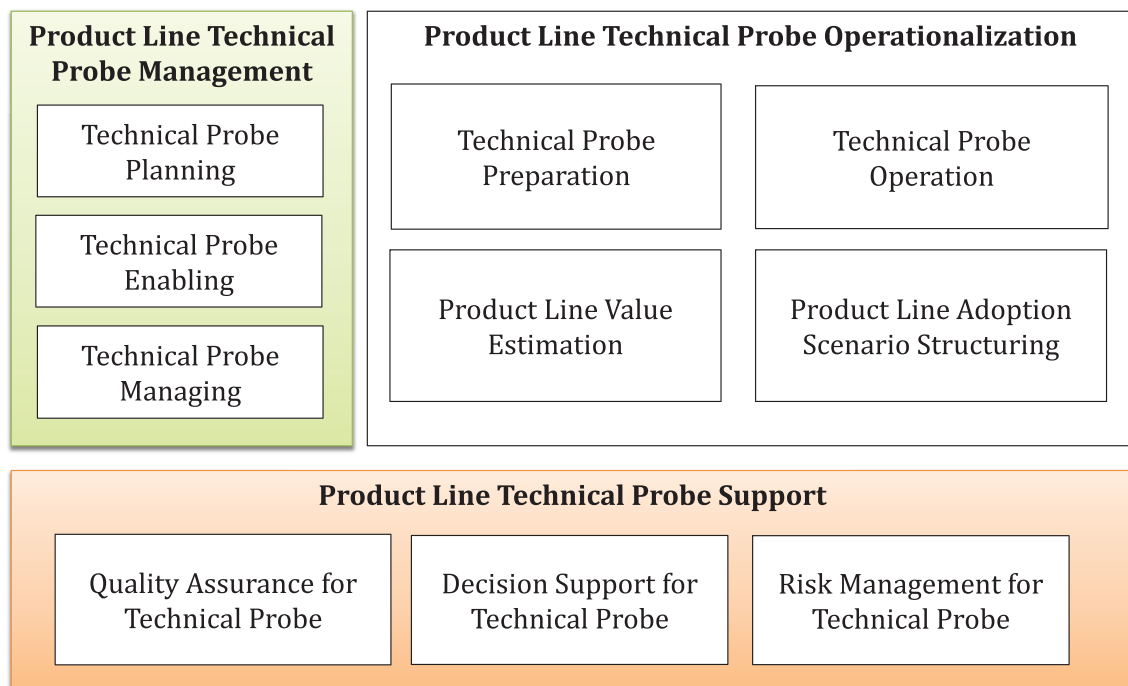 Product Line Technical
Probe Management
Technical Probe
Planning
Technical Probe
Enabling
Technical Probe
Managing
Product Line Technical Probe Operationalization
Technical Probe
Preparation
Technical Probe
Operation
Product Line Value
Estimation
Product Line Adoption
Scenario Structuring
Product Line Technical Probe Support
Quality Assurance for
Technical Probe
Decision Support for
Technical Probe
Risk Management for
Technical Probe